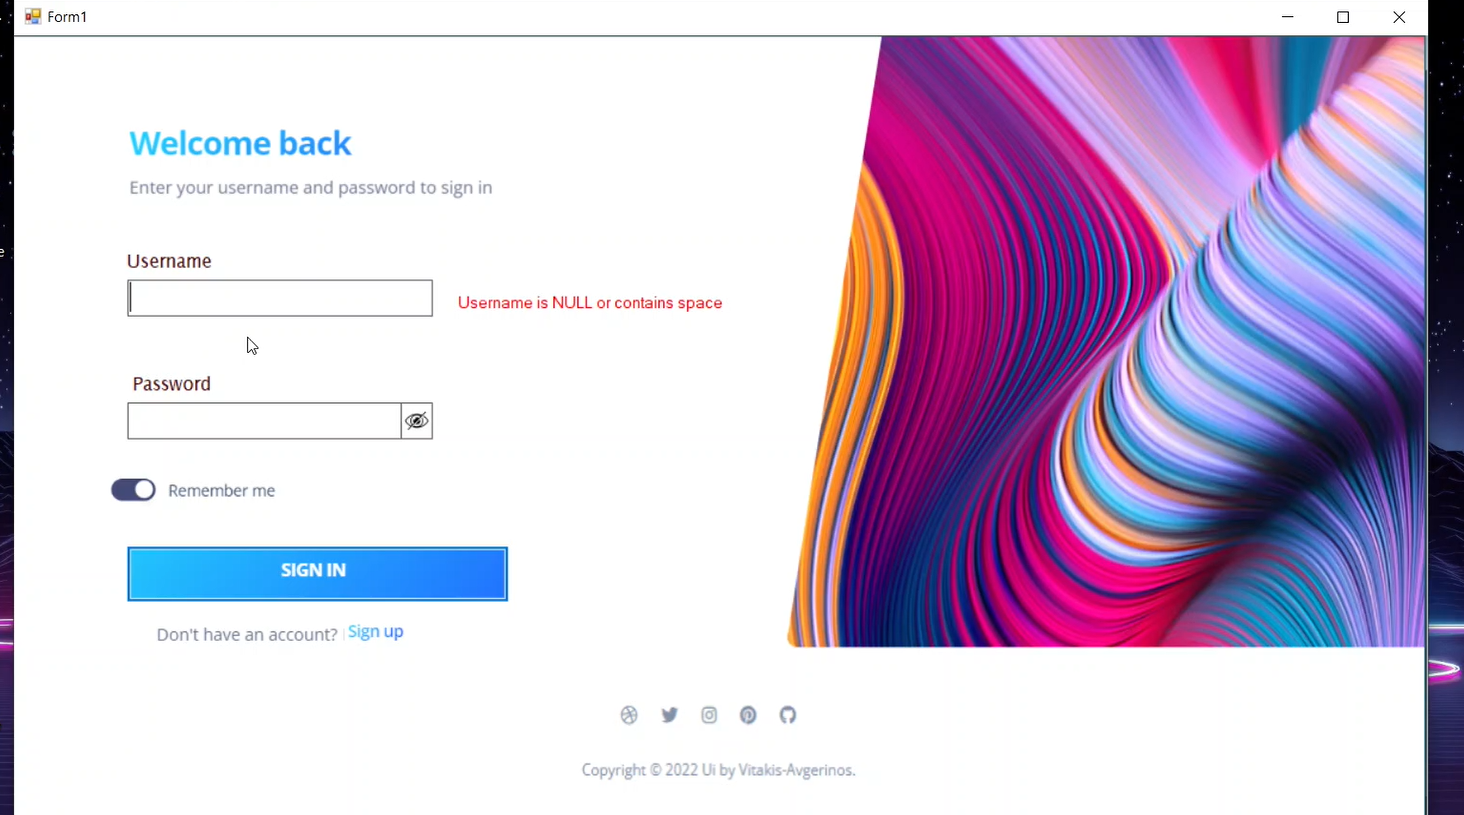 Form1
Welcome back
Enter your username and password to sign in
Username
Username is NULL or contains space
Password
Remember me
SIGN IN
Don't have an account? Sign up
Copyright © 2022 Ui by Vitakis-Avgerinos.
e